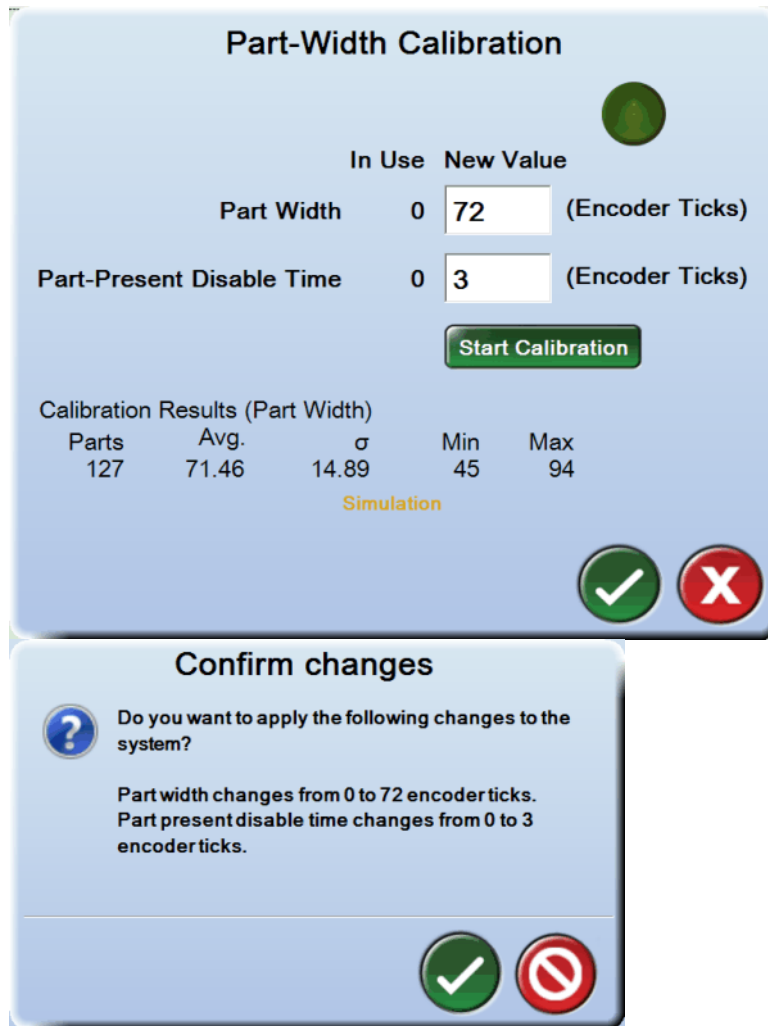 Part-Width Calibration
In Use New Value
Part Width 0 72 (Encoder Ticks)
Part-Present Disable Time 0 3 (Encoder Ticks)
Start Calibration
Calibration Results (Part Width)
Parts Avg. σ Min Max
127 71.46 14.89 45 94
Simulation
X
Confirm changes
?
Do you want to apply the following changes to the
system?
Part width changes from 0 to 72 encoder ticks.
Part present disable time changes from 0 to 3
encoder ticks.